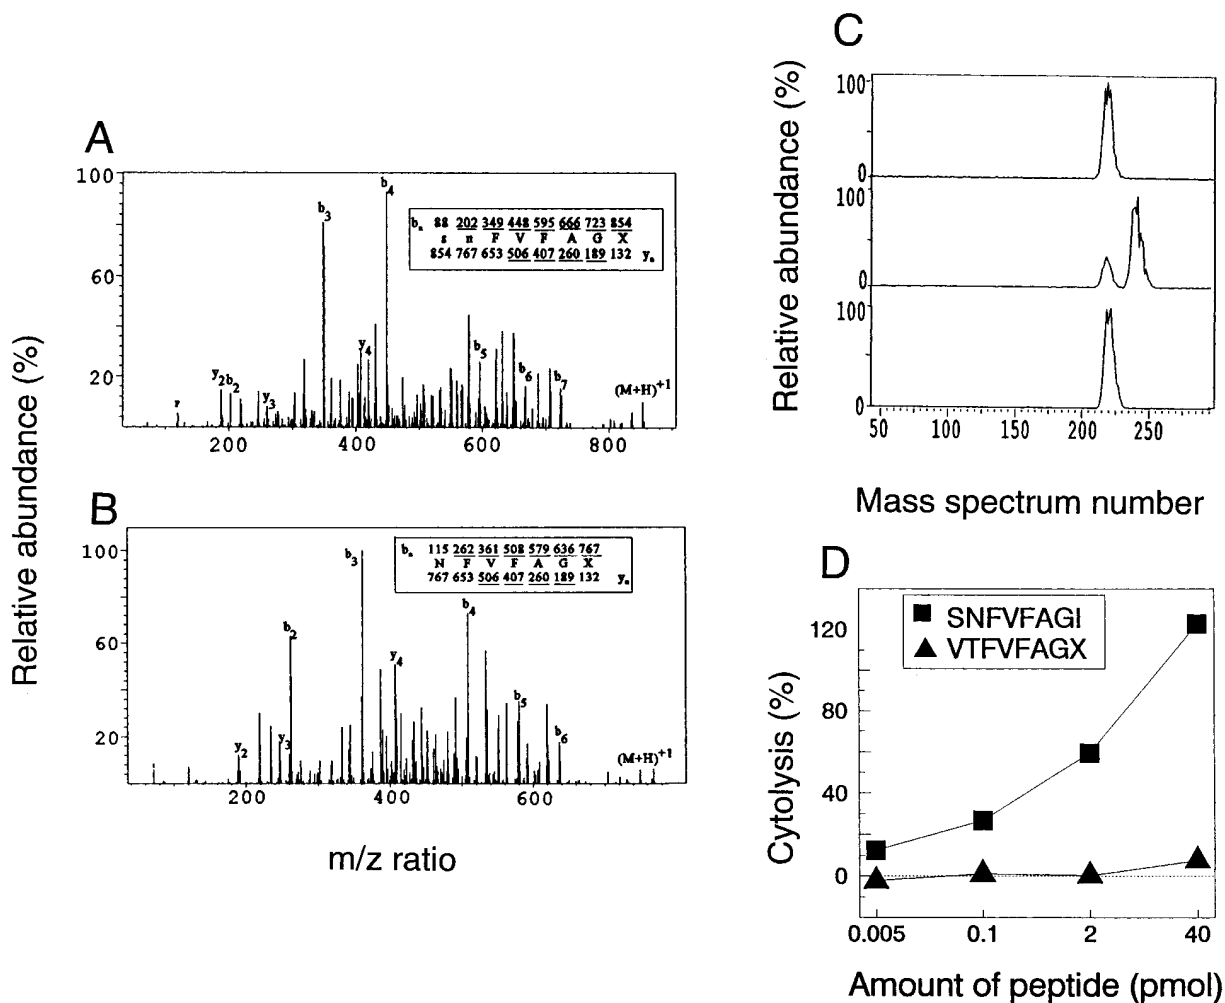 A
Relative abundance (%)
100
60
20
200
400
600
800
r
y2
b2
y3
b3
y4
b4
b5
b6
b7
(M+H)+1
bn 88 202 349 448 595 666 723 854
s n F V F A G X
854 767 653 506 407 260 189 132 yn
B
100
60
20
200
400
600
y2
y3
b2
b3
y4
b4
b5
b6
(M+H)+1
bn 115 262 361 508 579 636 767
N F V F A G X
767 653 506 407 260 189 132 yn
m/z ratio
C
Relative abundance (%)
100
0
100
0
100
0
50 100 150 200 250
Mass spectrum number
D
Cytolysis (%)
120
80
40
0
SNFVFAGI
VTFVFAGX
0.005 0.1 2 40
Amount of peptide (pmol)